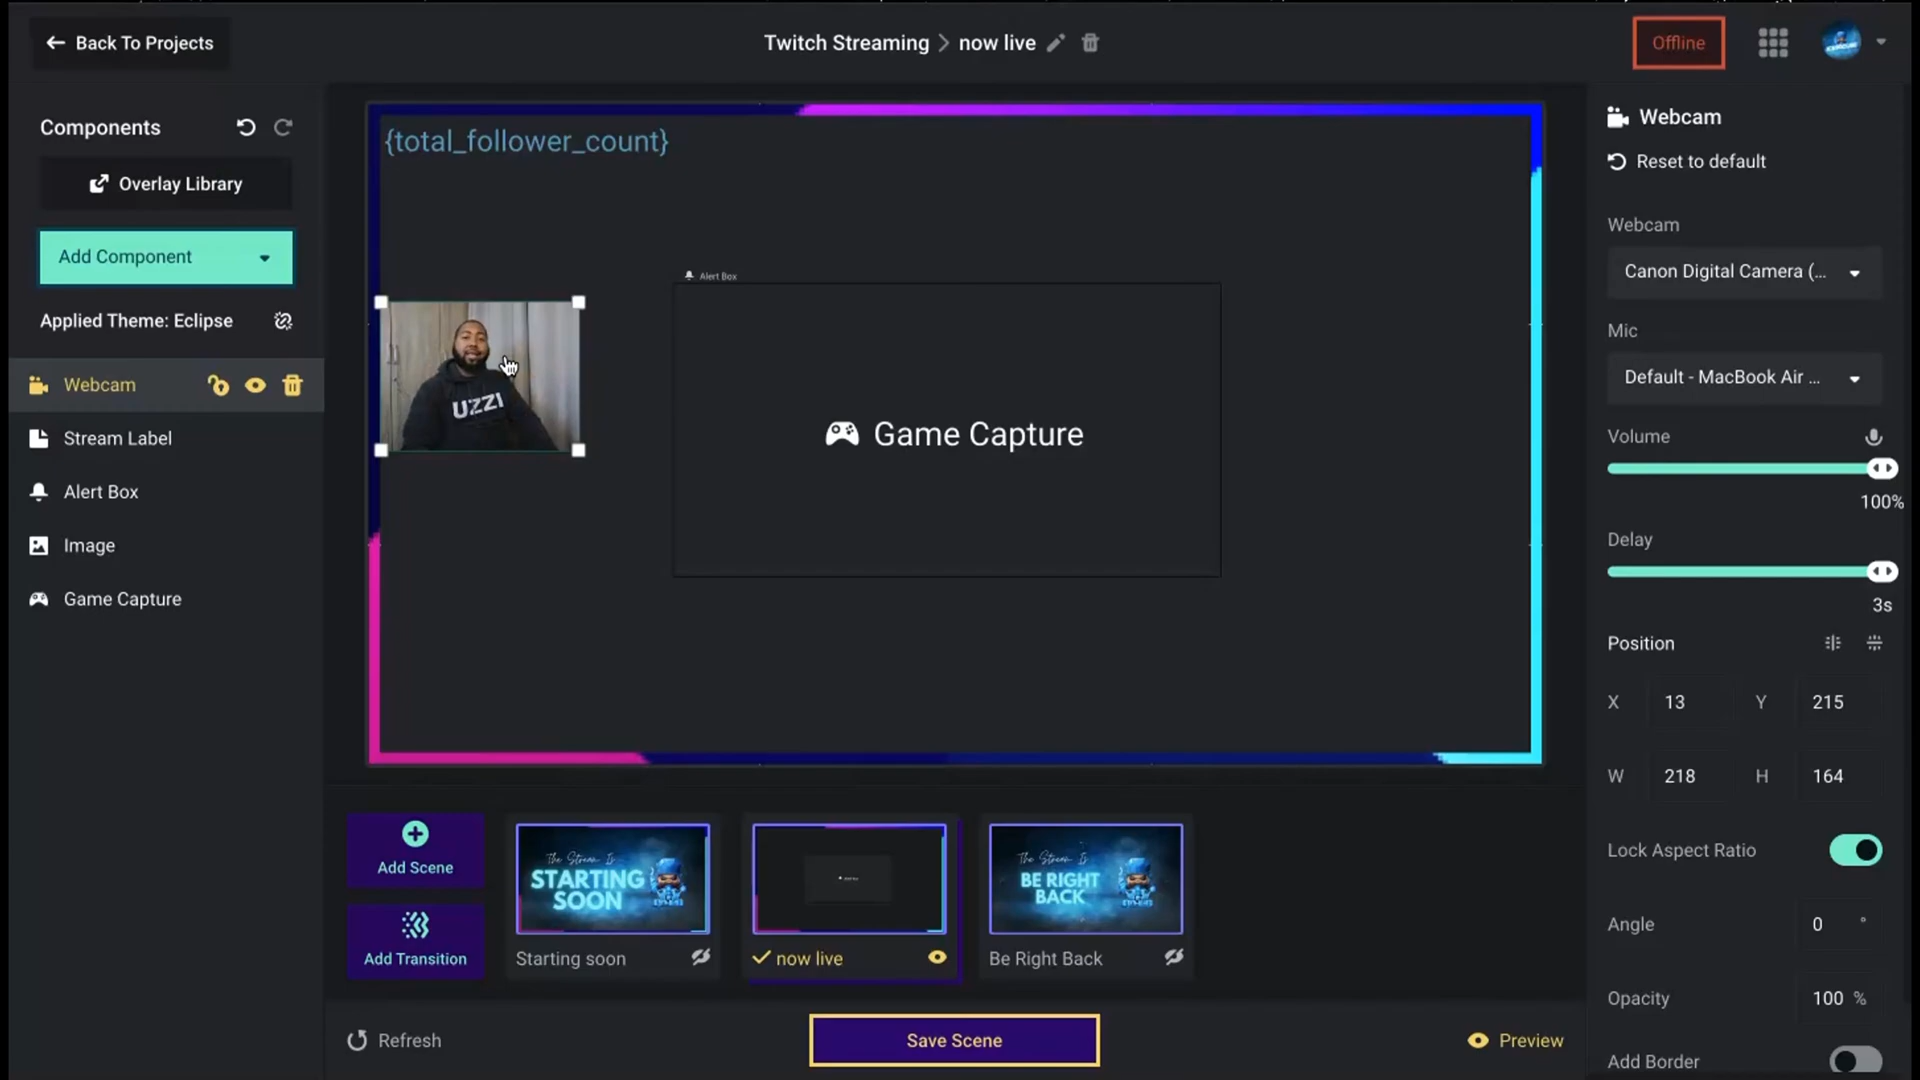 Back To Projects
Twitch Streaming > now live
Offline
Components
Overlay Library
Add Component
Applied Theme: Eclipse
Webcam
Stream Label
Alert Box
Image
Game Capture
{total_follower_count}
Alert Box
UZZI
Game Capture
Add Scene
Add Transition
The Stream Is
STARTING
SOON
Starting soon
now live
The Stream Is
BE RIGHT
BACK
Be Right Back
Refresh
Save Scene
Preview
Webcam
Reset to default
Webcam
Canon Digital Camera (...
Mic
Default - MacBook Air ...
Volume
100%
Delay
3s
Position
X 13 Y 215
W 218 H 164
Lock Aspect Ratio
Angle 0 °
Opacity 100 %
Add Border